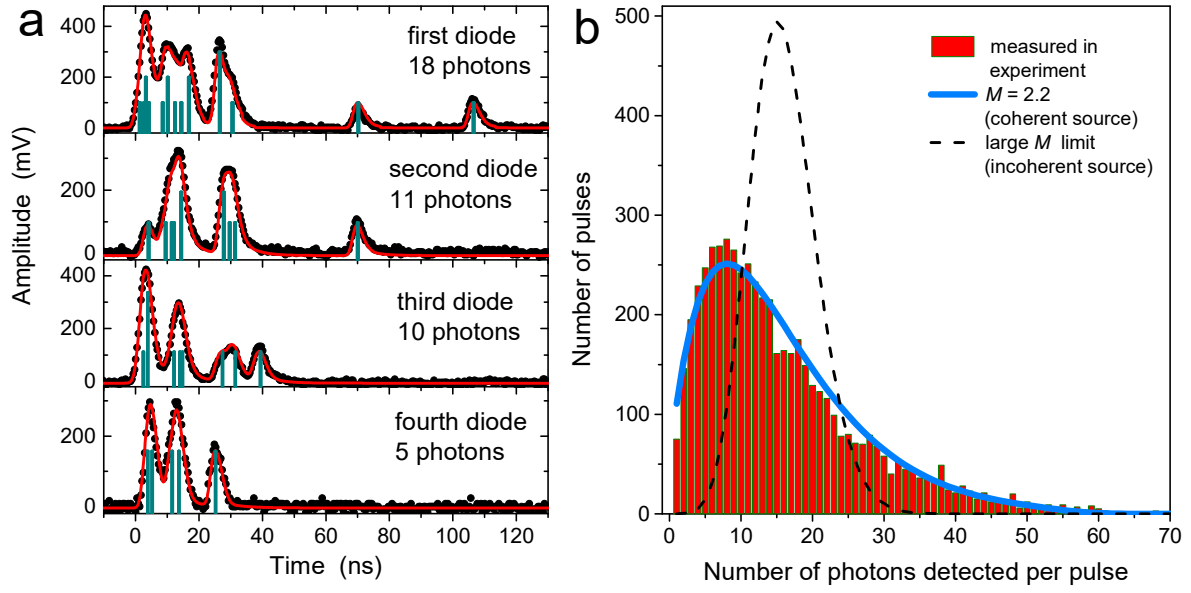 a
400
200
0
first diode
18 photons
200
0
second diode
11 photons
400
200
0
third diode
10 photons
200
0
fourth diode
5 photons
0 20 40 60 80 100 120
Time (ns)
Amplitude (mV)
b
500
400
300
200
100
0
0 10 20 30 40 50 60 70
Number of photons detected per pulse
Number of pulses
measured in
experiment
M = 2.2
(coherent source)
large M limit
(incoherent source)